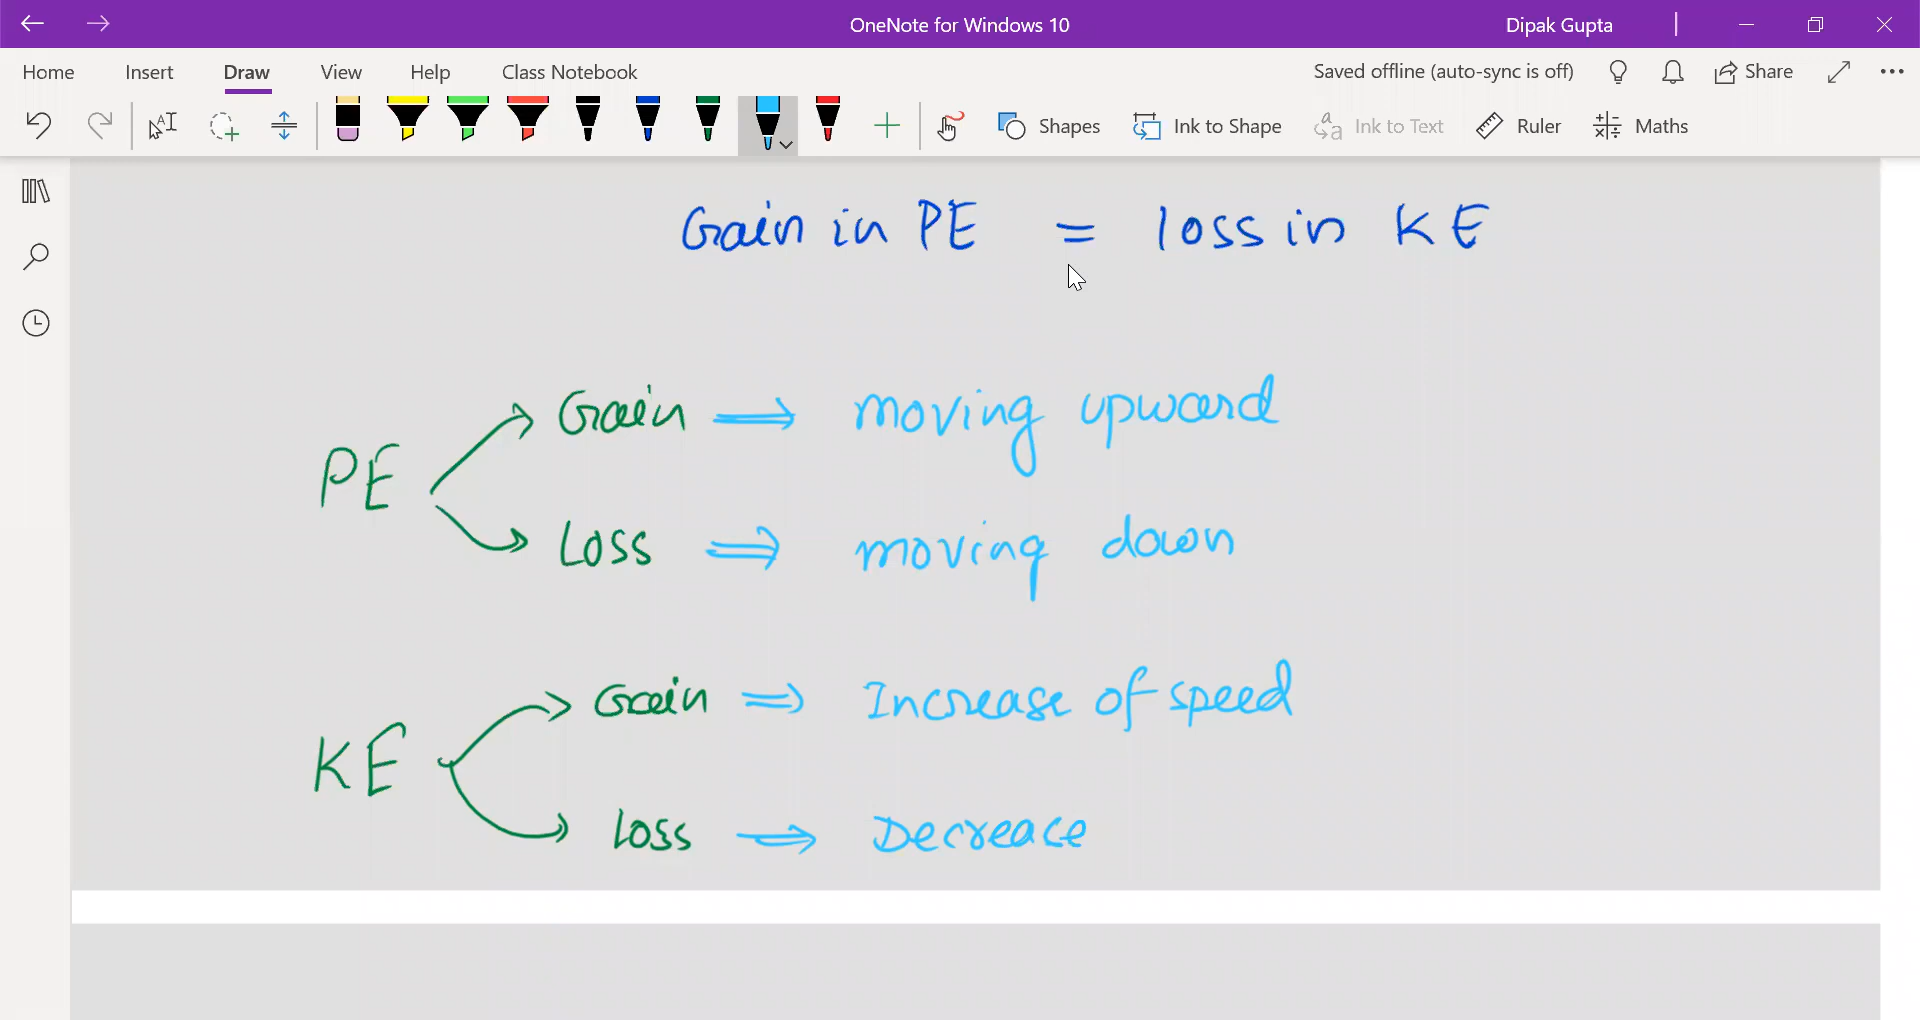 OneNote for Windows 10
Dipak Gupta
Home Insert Draw View Help Class Notebook
Saved offline (auto-sync is off) Share
Shapes Ink to Shape Ink to Text Ruler Maths
Gain in PE = loss in KE
PE Gain ⇒ moving upward
Loss ⇒ moving down
KE Gain ⇒ Increase of speed
Loss ⇒ Decrease